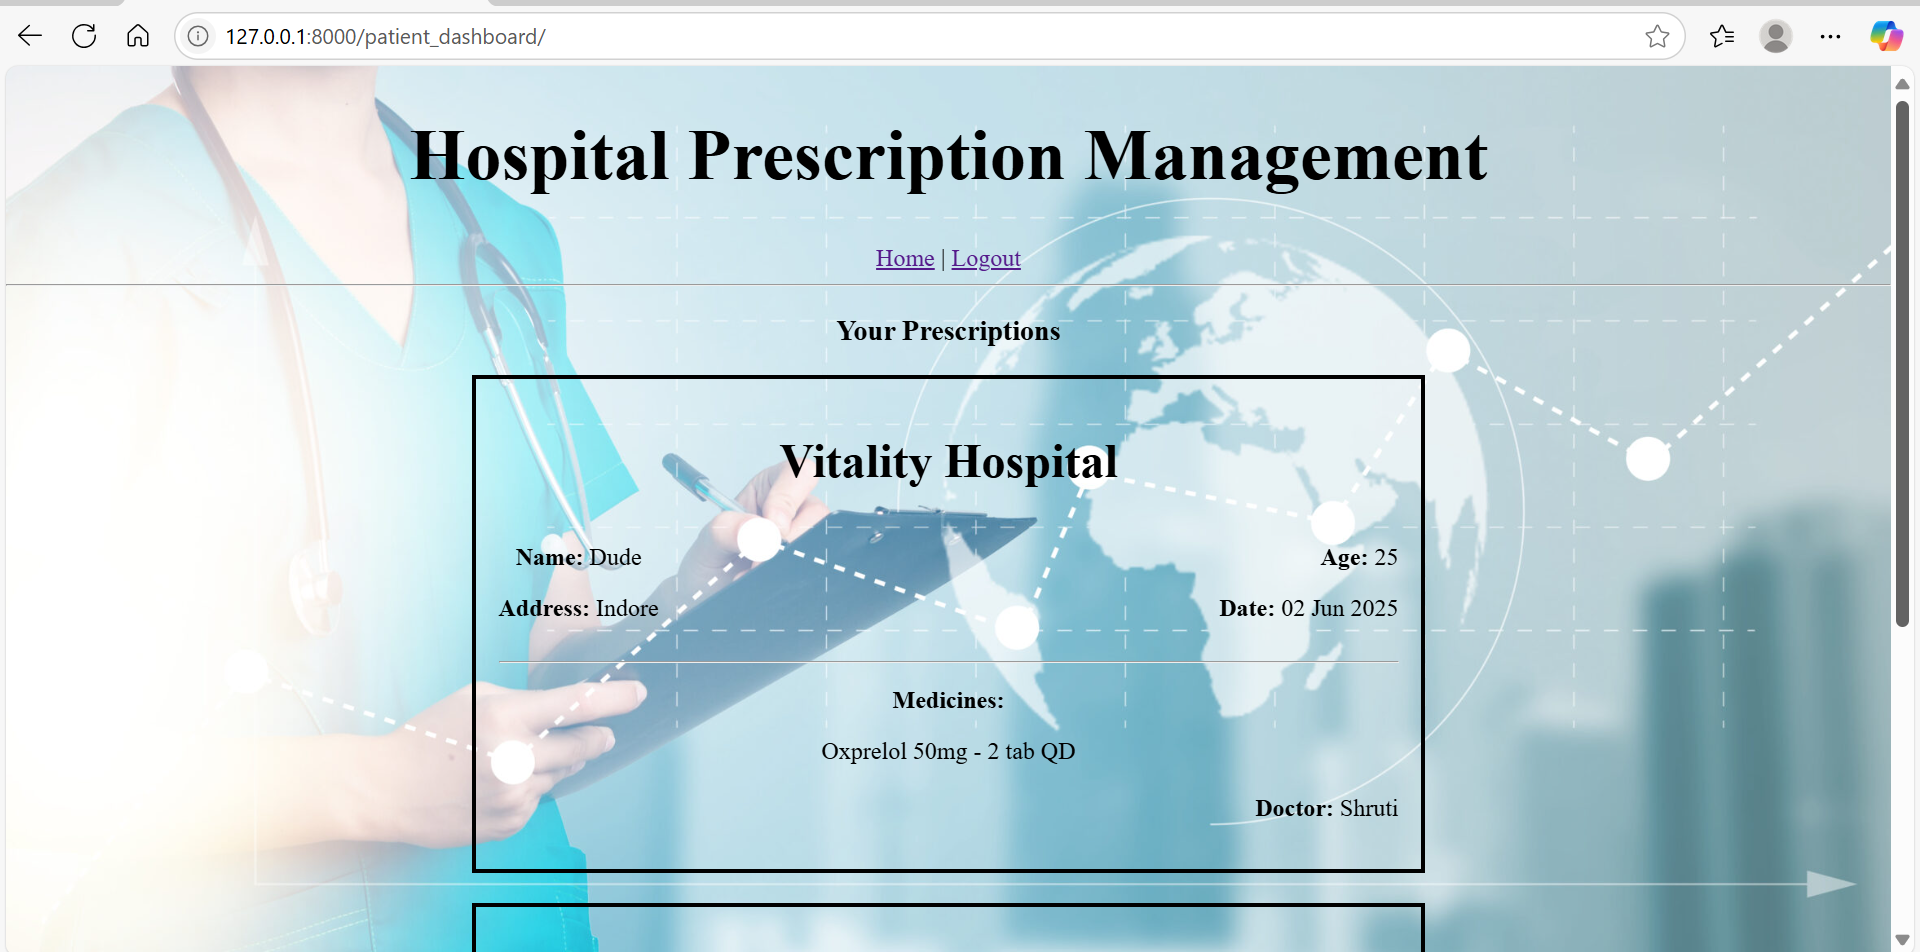 127.0.0.1:8000/patient_dashboard/
Hospital Prescription Management
Home | Logout
Your Prescriptions
Vitality Hospital
Name: Dude Age: 25
Address: Indore Date: 02 Jun 2025
Medicines:
Oxprelol 50mg - 2 tab QD
Doctor: Shruti